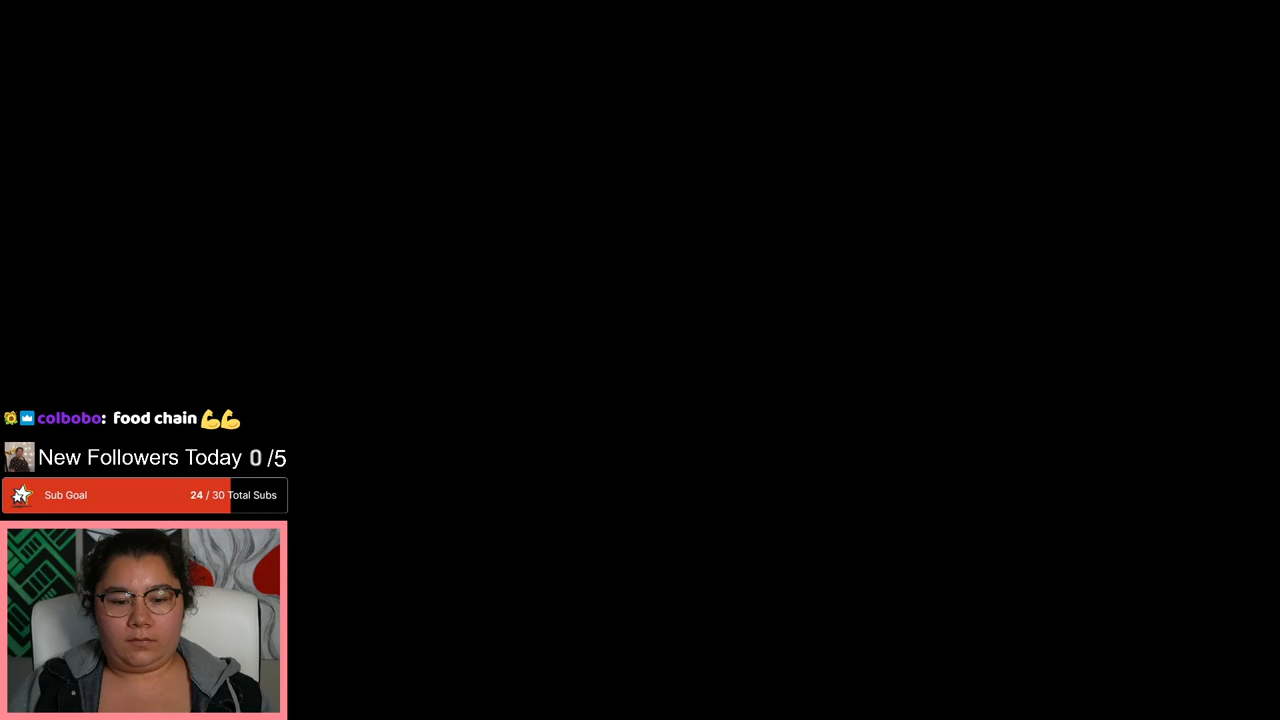 colbobo: food chain 💪💪
New Followers Today 0 /5
Sub Goal 24 / 30 Total Subs